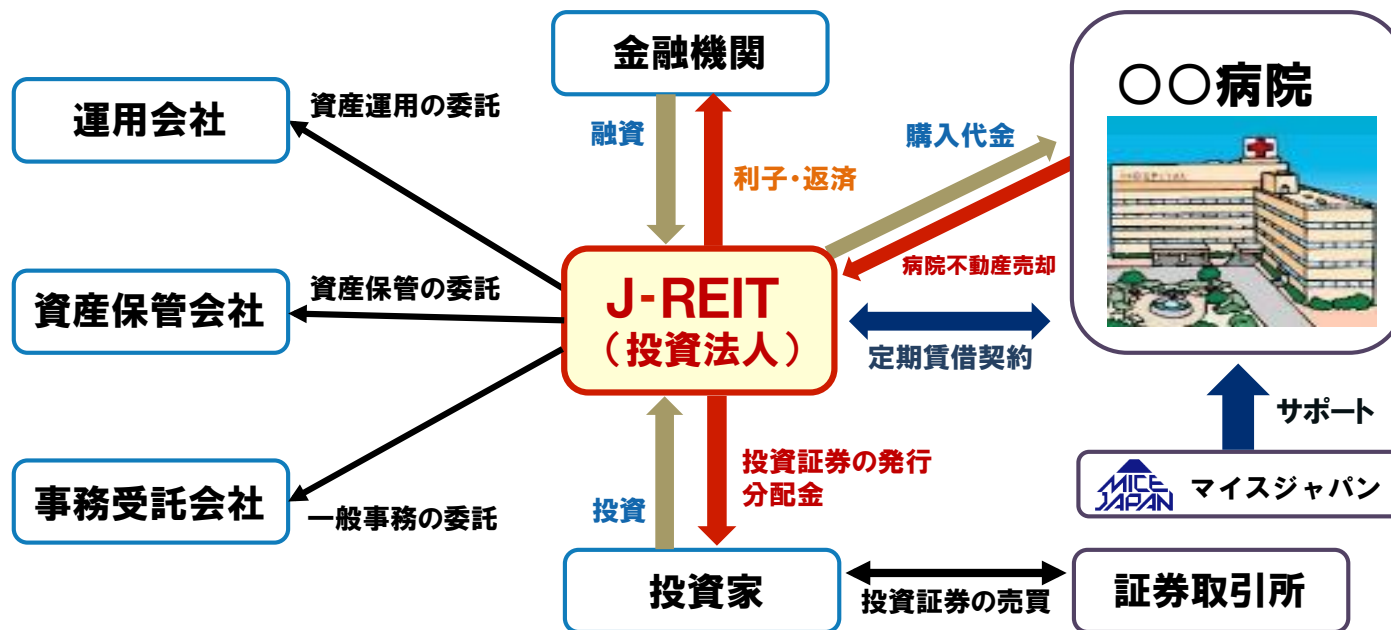 金融機関
○○病院
運用会社
資産運用の委託
融資
利子・返済
購入代金
病院不動産売却
資産保管会社
資産保管の委託
J-REIT
（投資法人）
定期賃借契約
サポート
MICE
JAPAN
マイスジャパン
事務受託会社
一般事務の委託
投資
投資証券の発行
分配金
投資家
投資証券の売買
証券取引所